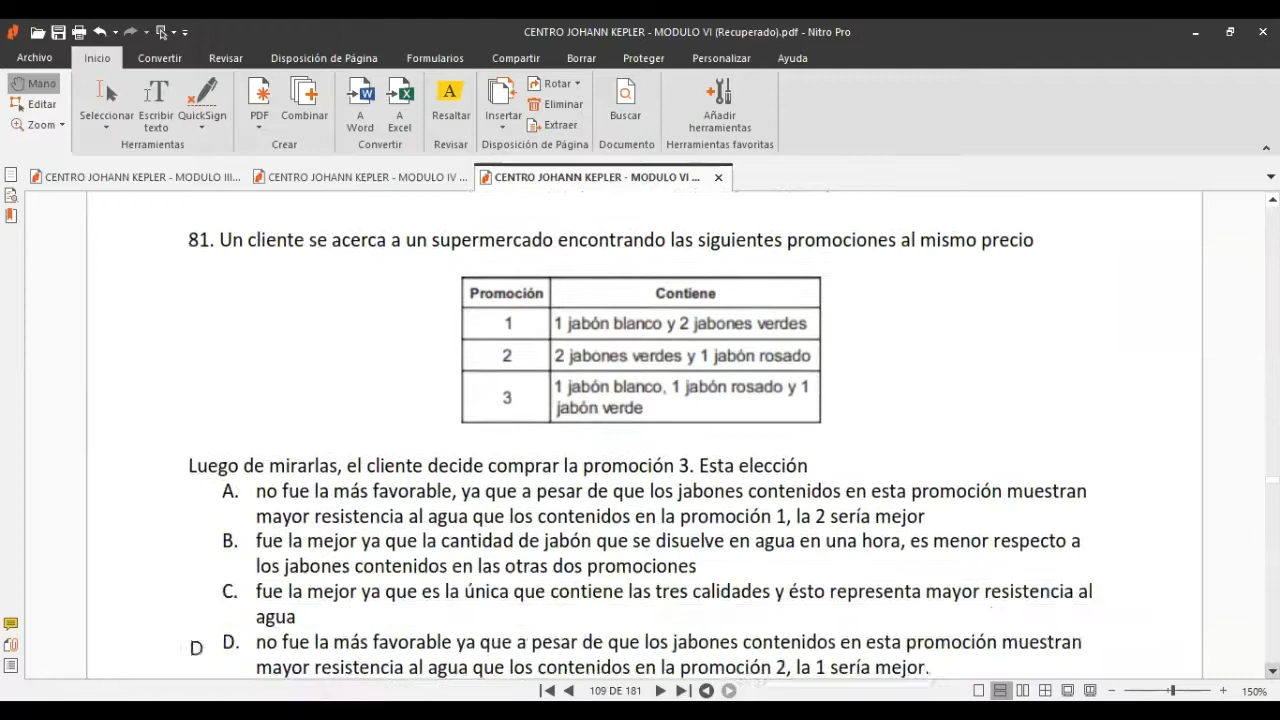 CENTRO JOHANN KEPLER - MODULO VI (Recuperado).pdf - Nitro Pro
Archivo Inicio Convertir Revisar Disposición de Página Formularios Compartir Borrar Proteger Personalizar Ayuda
Mano
Editar
Zoom
Seleccionar
Escribir texto
QuickSign
Herramientas
PDF
Combinar
Crear
A Word
A Excel
Convertir
Resaltar
Revisar
Insertar
Rotar
Eliminar
Extraer
Disposición de Página
Buscar
Documento
Añadir herramientas
Herramientas favoritas
CENTRO JOHANN KEPLER - MODULO III...
CENTRO JOHANN KEPLER - MODULO IV ...
CENTRO JOHANN KEPLER - MODULO VI ...
81. Un cliente se acerca a un supermercado encontrando las siguientes promociones al mismo precio
Promoción Contiene
1 1 jabón blanco y 2 jabones verdes
2 2 jabones verdes y 1 jabón rosado
3 1 jabón blanco, 1 jabón rosado y 1
jabón verde
Luego de mirarlas, el cliente decide comprar la promoción 3. Esta elección
A. no fue la más favorable, ya que a pesar de que los jabones contenidos en esta promoción muestran
mayor resistencia al agua que los contenidos en la promoción 1, la 2 sería mejor
B. fue la mejor ya que la cantidad de jabón que se disuelve en agua en una hora, es menor respecto a
los jabones contenidos en las otras dos promociones
C. fue la mejor ya que es la única que contiene las tres calidades y ésto representa mayor resistencia al
agua
D D. no fue la más favorable ya que a pesar de que los jabones contenidos en esta promoción muestran
mayor resistencia al agua que los contenidos en la promoción 2, la 1 sería mejor.
109 DE 181
150%